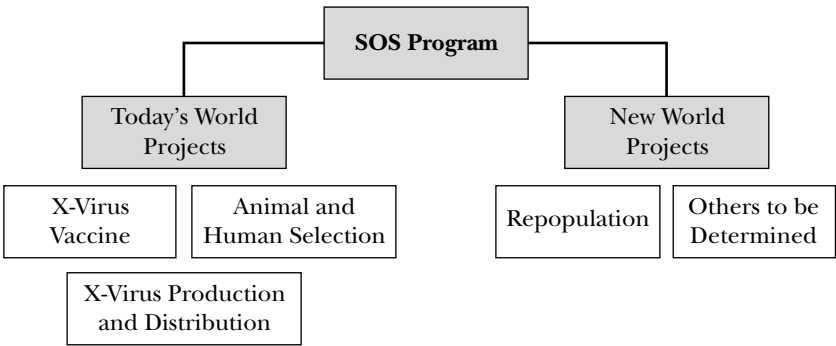 SOS Program
Today’s World
Projects
New World
Projects
X-Virus
Vaccine
Animal and
Human Selection
Repopulation
Others to be
Determined
X-Virus Production
and Distribution